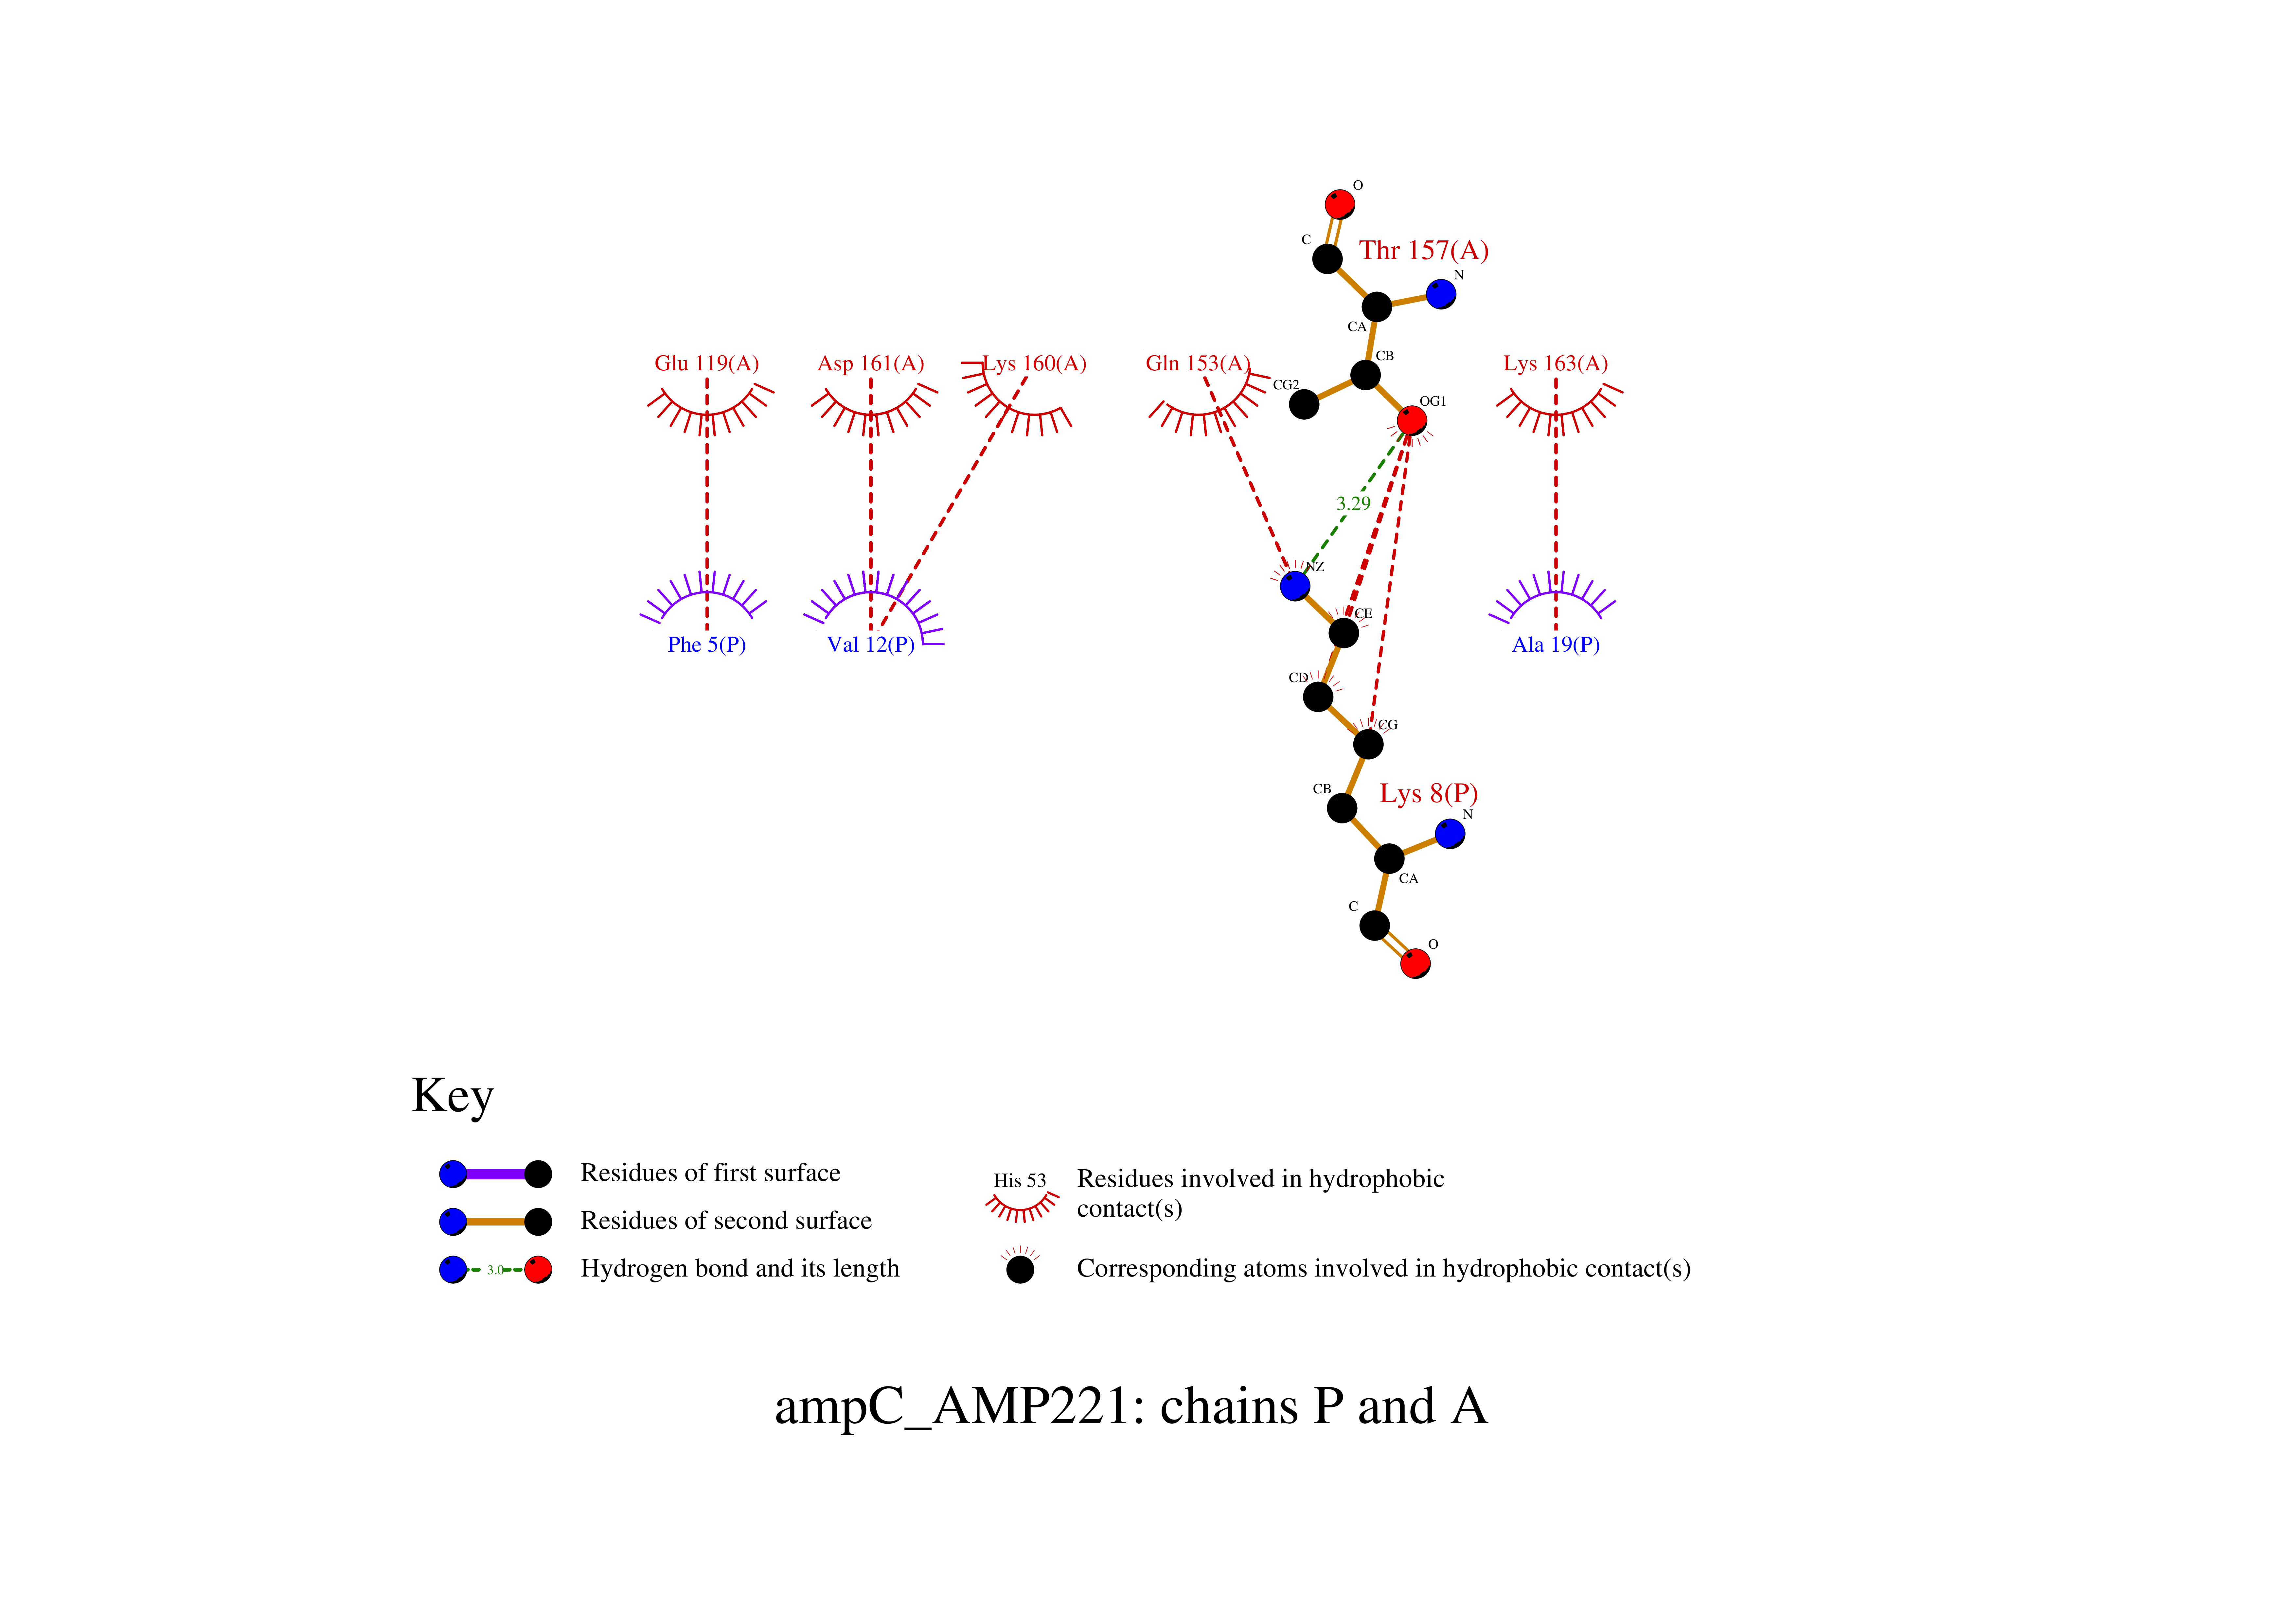 O
C
Thr 157(A)
N
CA
CB
Glu 119(A)
Asp 161(A)
Lys 160(A)
Gln 153(A)
Lys 163(A)
CG2
OG1
3.29
NZ
CE
Phe 5(P)
Val 12(P)
Ala 19(P)
CD
CG
CB
Lys 8(P)
N
CA
C
O
Key
Residues of first surface
Residues of second surface
3.0
Hydrogen bond and its length
His 53
Residues involved in hydrophobic
contact(s)
Corresponding atoms involved in hydrophobic contact(s)
ampC_AMP221: chains P and A